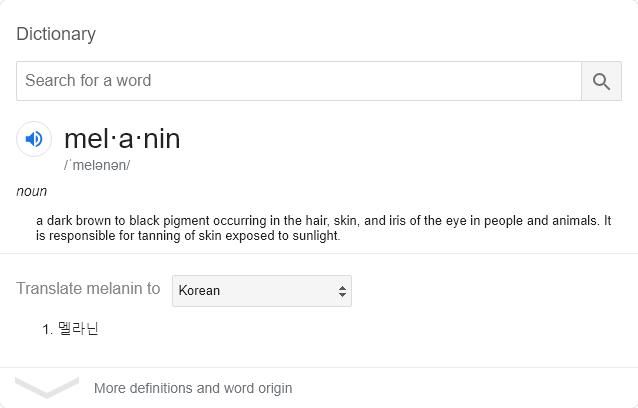 Dictionary
Search for a word
mel·a·nin
/ˈmelənən/
noun
a dark brown to black pigment occurring in the hair, skin, and iris of the eye in people and animals. It
is responsible for tanning of skin exposed to sunlight.
Translate melanin to Korean
1. 멜라닌
More definitions and word origin